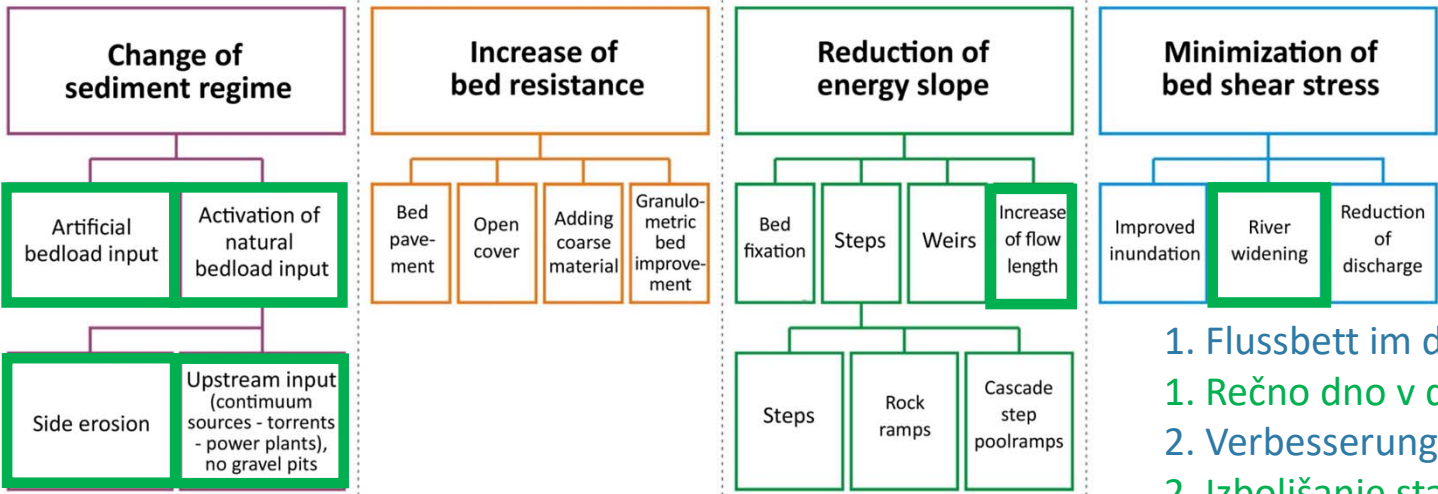 Change of
sediment regime
Increase of
bed resistance
Reduction of
energy slope
Minimization of
bed shear stress
Artificial
bedload input
Activation of
natural
bedload input
Bed
pave-
ment
Open
cover
Adding
coarse
material
Granulo-
metric
bed
improve-
ment
Bed
fixation
Steps
Weirs
Increase
of flow
length
Improved
inundation
River
widening
Reduction
of
discharge
Side erosion
Upstream input
(continuum
sources - torrents
- power plants),
no gravel pits
Steps
Rock
ramps
Cascade
step
poolramps
1. Flussbett im
1. Rečno dno v
2. Verbesserung
2. Izboljšanje